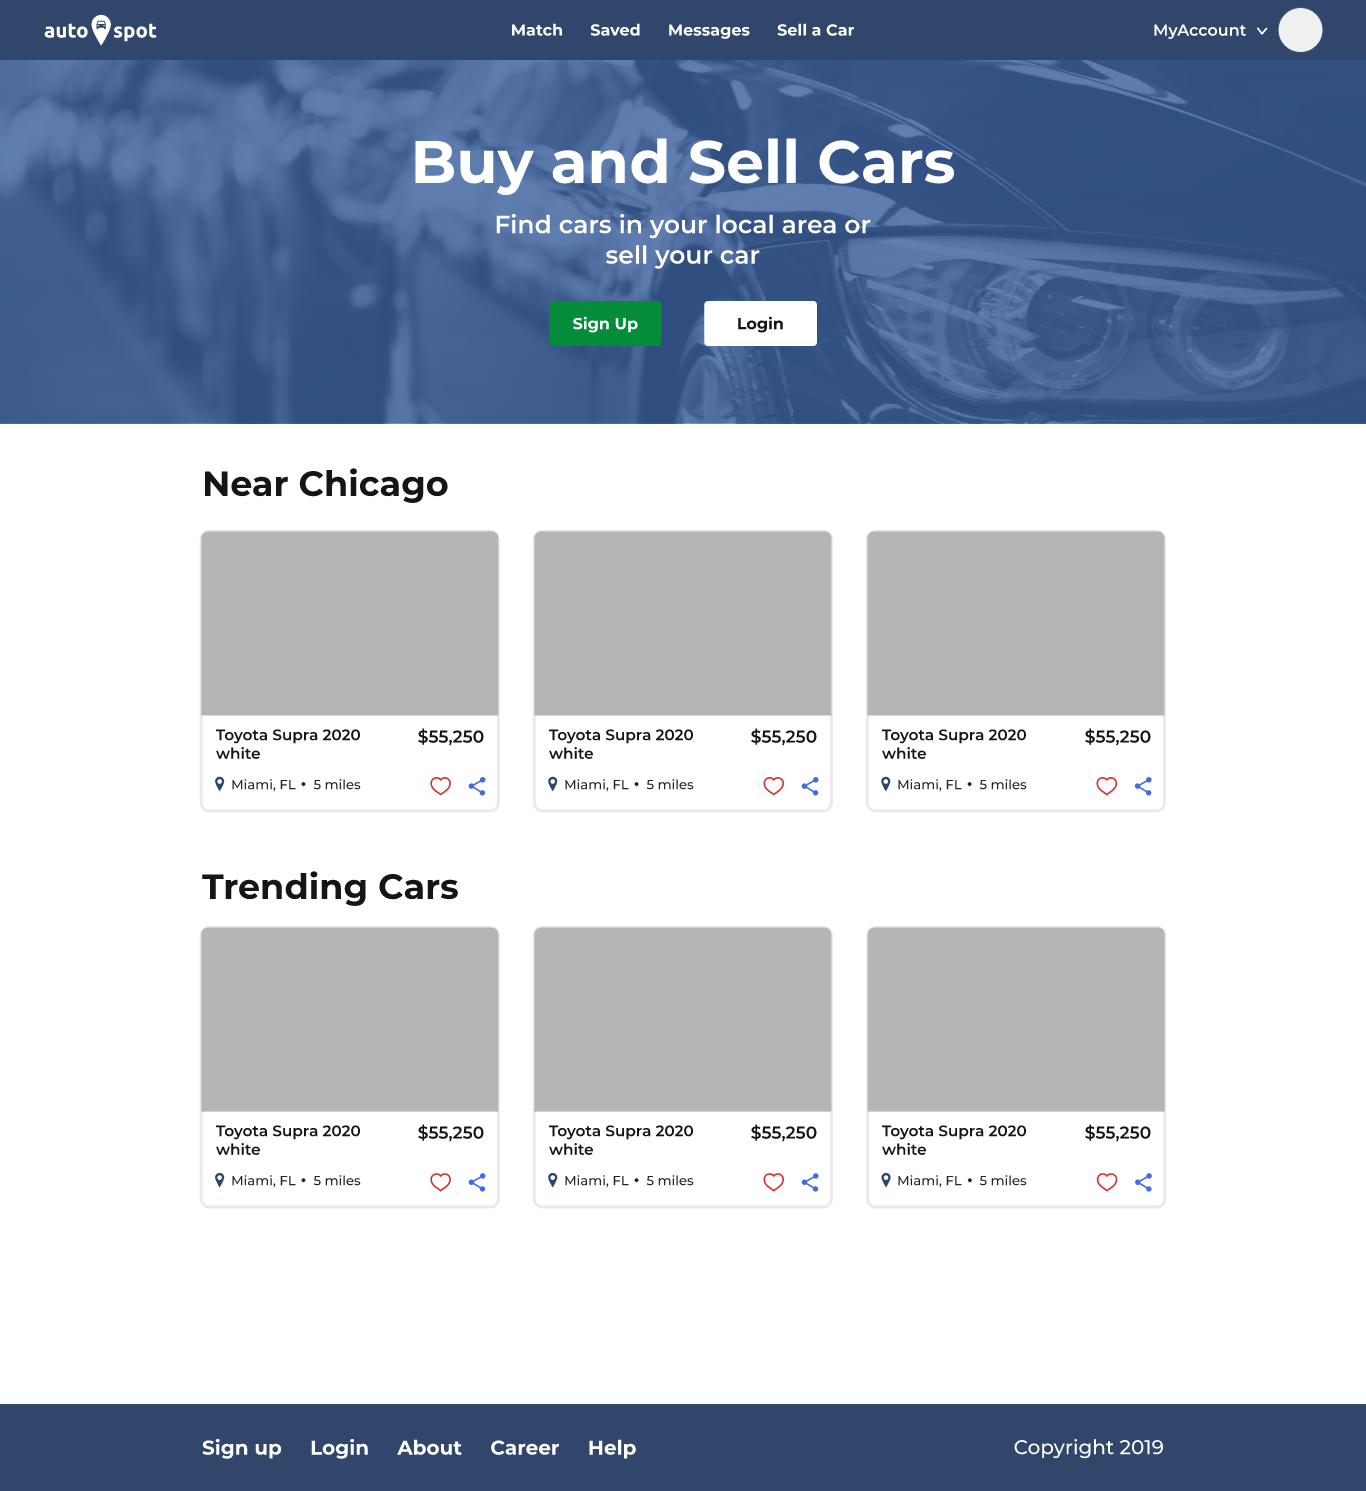 auto spot
Match Saved Messages Sell a Car
MyAccount
Buy and Sell Cars
Find cars in your local area or
sell your car
Sign Up Login
Near Chicago
Toyota Supra 2020 $55,250
white
Miami, FL • 5 miles
Toyota Supra 2020 $55,250
white
Miami, FL • 5 miles
Toyota Supra 2020 $55,250
white
Miami, FL • 5 miles
Trending Cars
Toyota Supra 2020 $55,250
white
Miami, FL • 5 miles
Toyota Supra 2020 $55,250
white
Miami, FL • 5 miles
Toyota Supra 2020 $55,250
white
Miami, FL • 5 miles
Sign up Login About Career Help
Copyright 2019